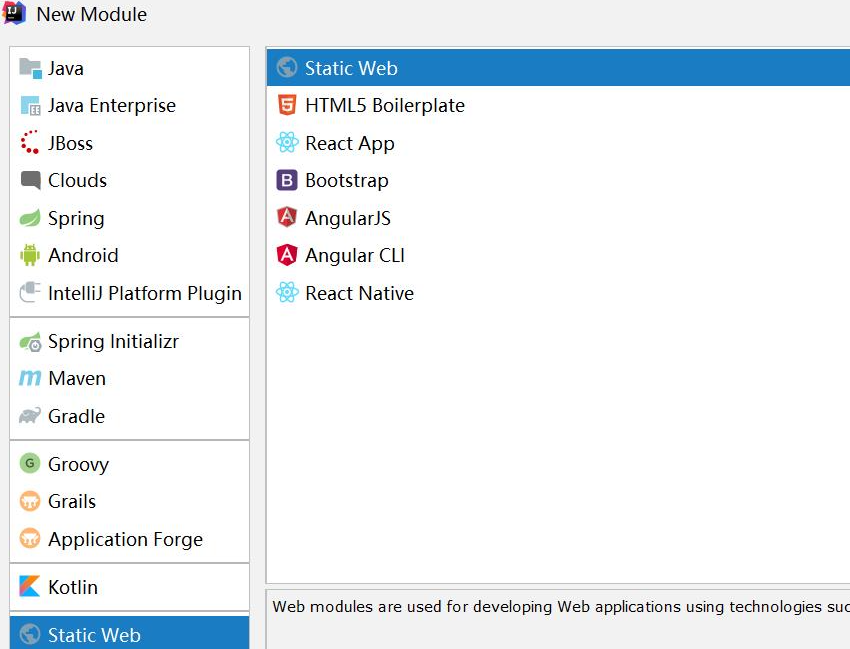 New Module
Java
Java Enterprise
JBoss
Clouds
Spring
Android
IntelliJ Platform Plugin
Spring Initializr
Maven
Gradle
Groovy
Grails
Application Forge
Kotlin
Static Web
Static Web
HTML5 Boilerplate
React App
Bootstrap
AngularJS
Angular CLI
React Native
Web modules are used for developing Web applications using technologies suc